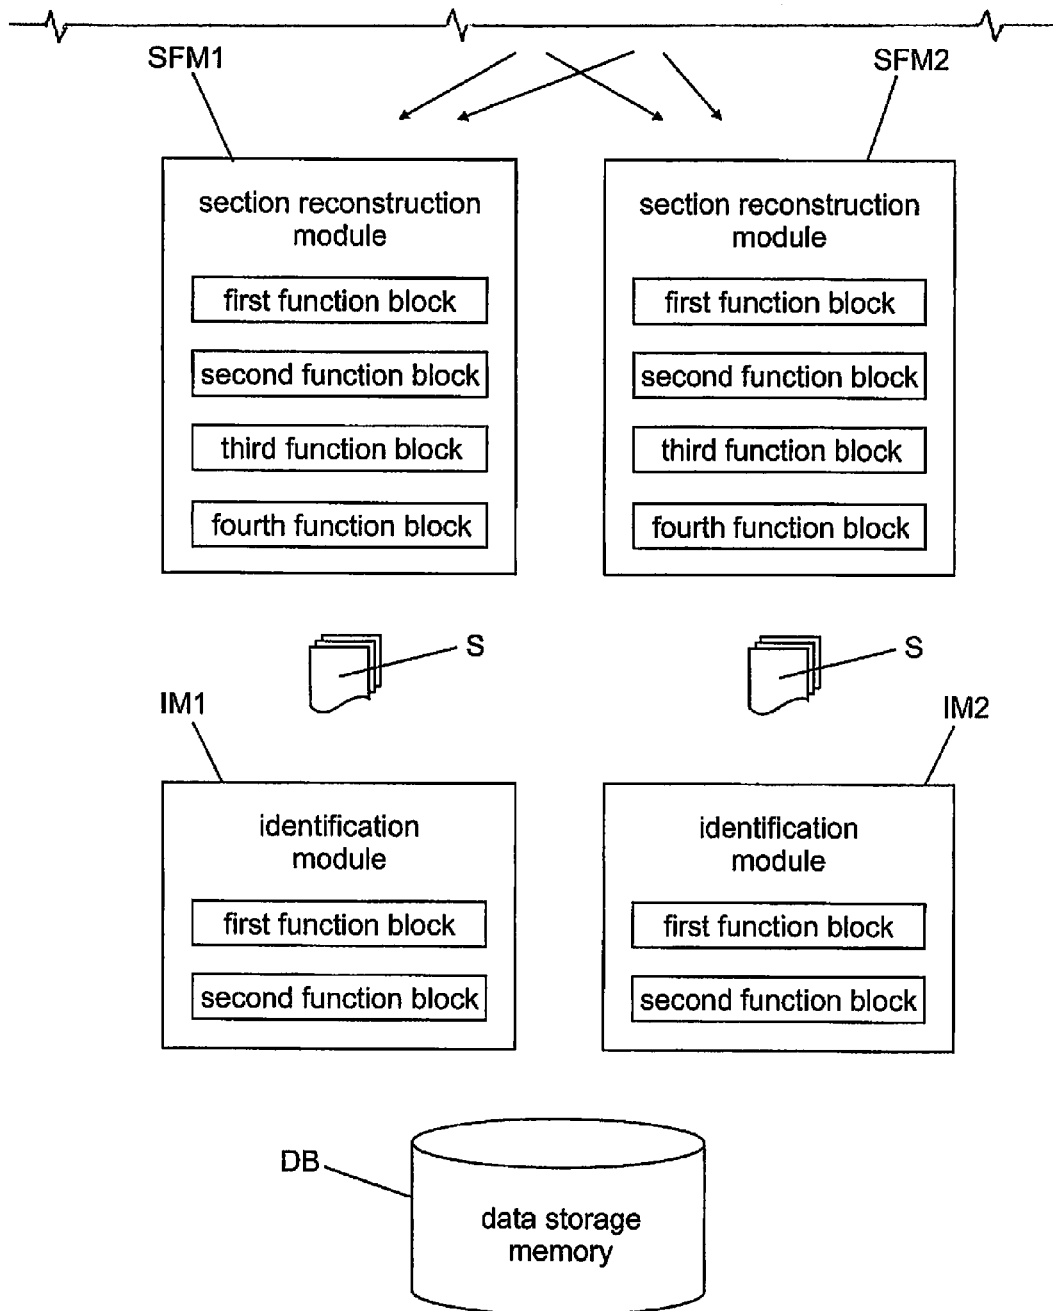 SFM1
SFM2
section reconstruction
module
first function block
second function block
third function block
fourth function block
section reconstruction
module
first function block
second function block
third function block
fourth function block
S
S
IM1
IM2
identification
module
first function block
second function block
identification
module
first function block
second function block
DB
data storage
memory